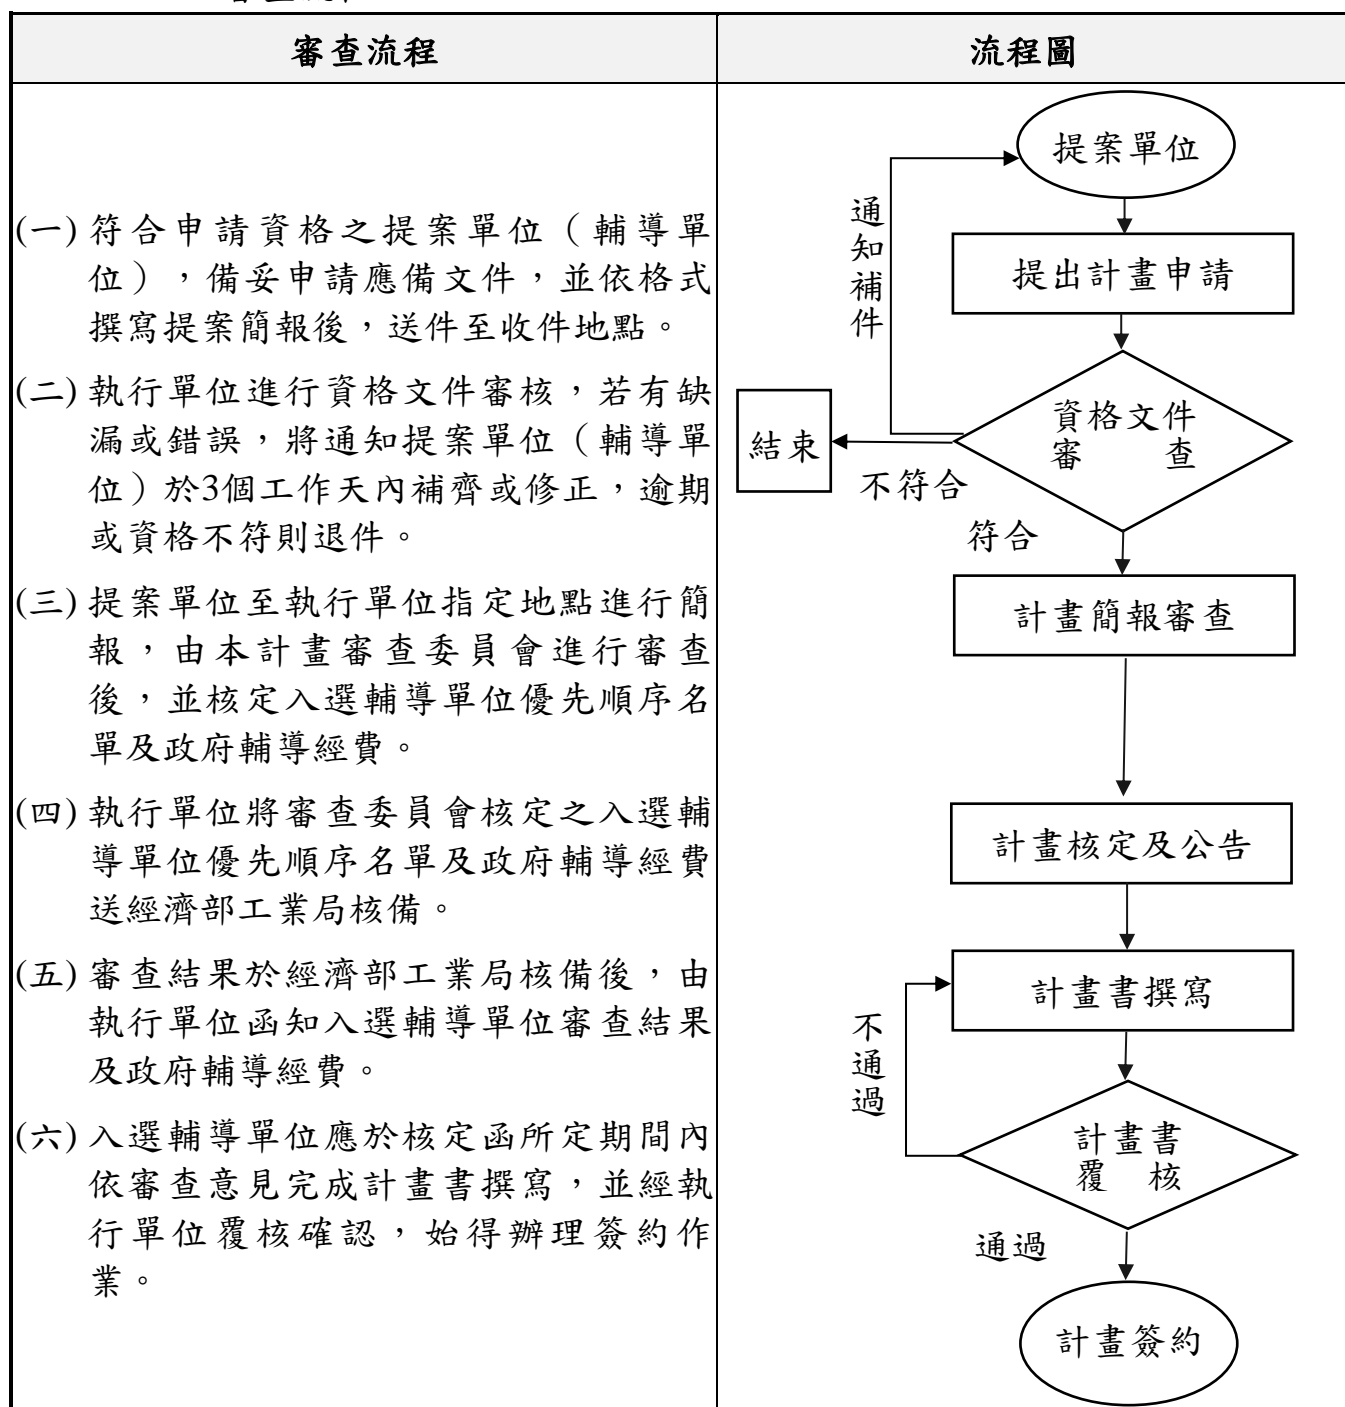 審查流程
流程圖
(一) 符合申請資格之提案單位（輔導單
位），備妥申請應備文件，並依格式
撰寫提案簡報後，送件至收件地點。
(二) 執行單位進行資格文件審核，若有缺
漏或錯誤，將通知提案單位（輔導單
位）於3個工作天內補齊或修正，逾期
或資格不符則退件。
(三) 提案單位至執行單位指定地點進行簡
報，由本計畫審查委員會進行審查
後，並核定入選輔導單位優先順序名
單及政府輔導經費。
(四) 執行單位將審查委員會核定之入選輔
導單位優先順序名單及政府輔導經費
送經濟部工業局核備。
(五) 審查結果於經濟部工業局核備後，由
執行單位函知入選輔導單位審查結果
及政府輔導經費。
(六) 入選輔導單位應於核定函所定期間內
依審查意見完成計畫書撰寫，並經執
行單位覆核確認，始得辦理簽約作
業。
提案單位
通知補件
提出計畫申請
資格文件
審查
結束
不符合
符合
計畫簡報審查
計畫核定及公告
計畫書撰寫
不通過
計畫書
覆核
通過
計畫簽約